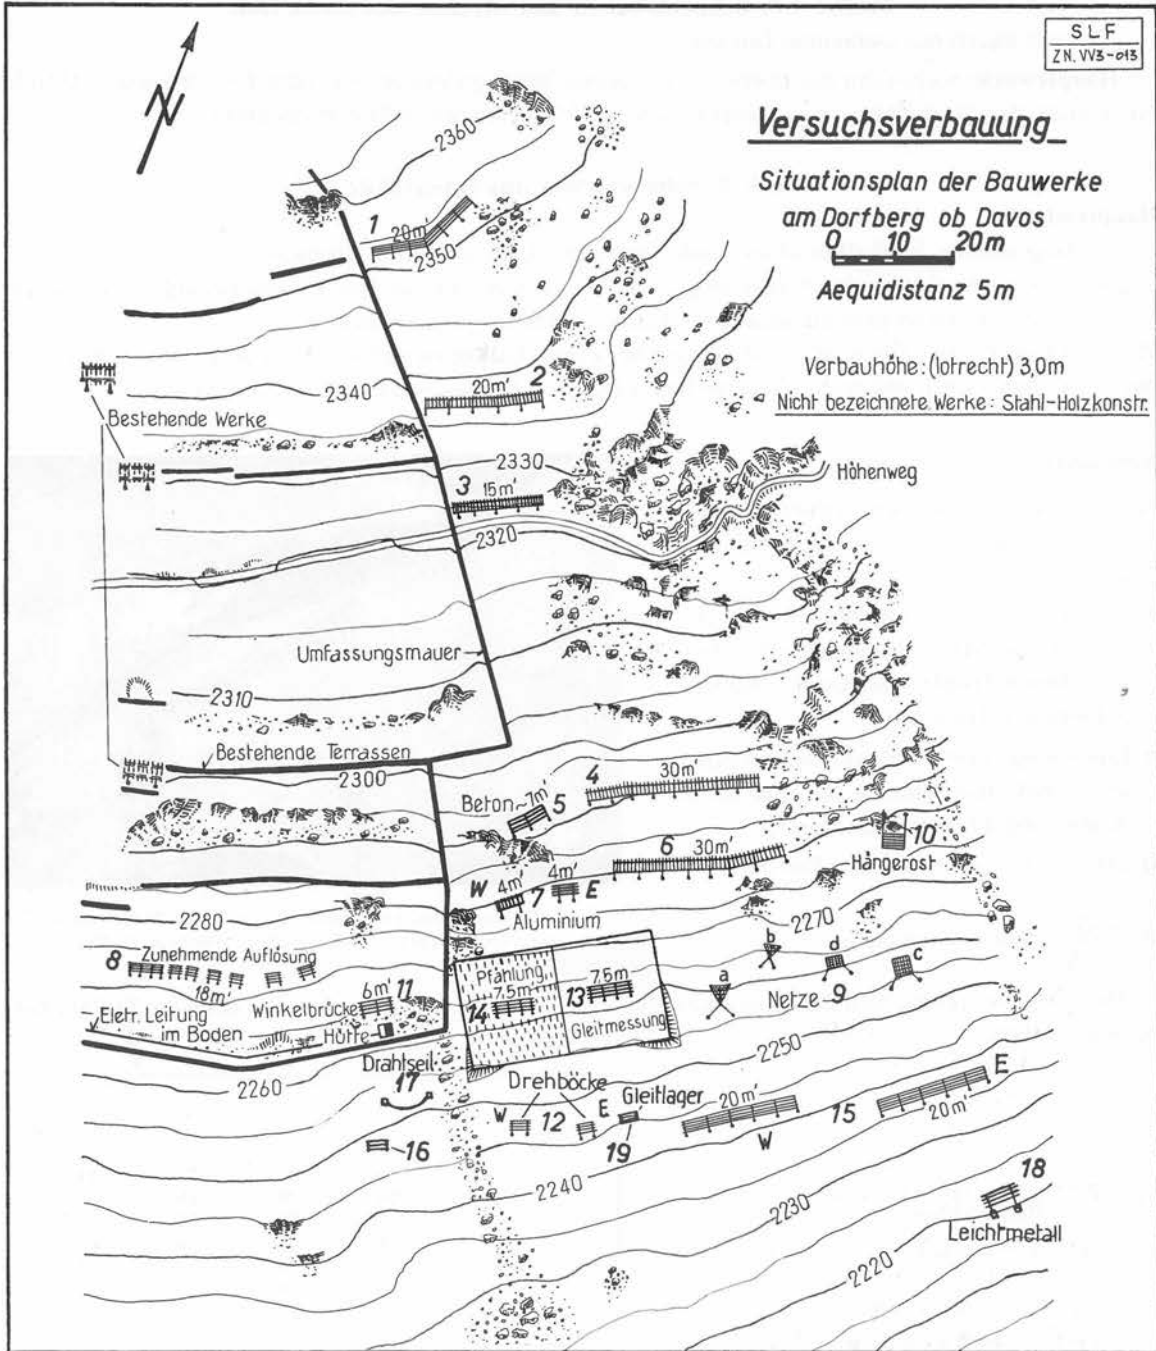 SLF
ZN. VV3-013
N
Versuchsverbauung
Situationsplan der Bauwerke
am Dorfberg ob Davos
0 10 20m
Aequidistanz 5m
Verbauhöhe: (lotrecht) 3,0m
Nicht bezeichnete Werke: Stahl-Holzkonstr.
2360
1
20m'
2350
2340
20m'
2
Bestehende Werke
2330
3
15m'
Höhenweg
2320
Umfassungsmauer
2310
Bestehende Terrassen
2300
4
30m'
Beton
~7m'
5
6
30m'
10
Hängerost
W
4m'
7
4m'
E
Aluminium
2280
2270
8
Zunehmende Auflösung
18m'
b
d
c
a
Netze 9
Pfählung
7.5m'
14
13
7.5m
Gleitmessung
Winkelbrücke
6m'
11
Eletr. Leitung
im Boden
Hütte
2260
2250
Drahtseil
17
Drehböcke
W
12
E
Gleitlager
19
20m'
W
15
20m'
E
16
2240
2230
18
Leichtmetall
2220